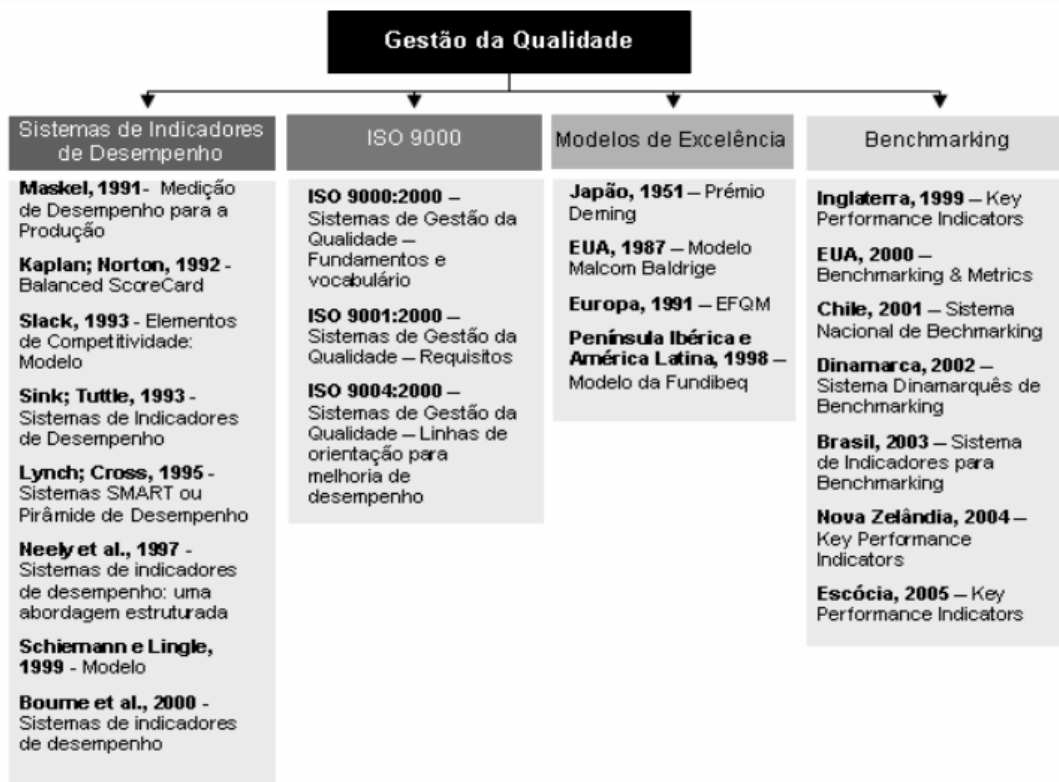 Gestão da Qualidade
Sistemas de Indicadores
de Desempenho
Maskel, 1991- Medição
de Desempenho para a
Produção
Kaplan; Norton, 1992 -
Balanced ScoreCard
Slack, 1993 - Elementos
de Competitividade:
Modelo
Sink; Tuttle, 1993 -
Sistemas de Indicadores
de Desempenho
Lynch; Cross, 1995 -
Sistemas SMART ou
Pirâmide de Desempenho
Neely et al., 1997 -
Sistemas de indicadores
de desempenho: uma
abordagem estruturada
Schiemann e Lingle,
1999 - Modelo
Bourne et al., 2000 -
Sistemas de indicadores
de desempenho
ISO 9000
ISO 9000:2000 –
Sistemas de Gestão da
Qualidade –
Fundamentos e
vocabulário
ISO 9001:2000 –
Sistemas de Gestão da
Qualidade – Requisitos
ISO 9004:2000 –
Sistemas de Gestão da
Qualidade – Linhas de
orientação para
melhoria de
desempenho
Modelos de Excelência
Japão, 1951 – Prémio
Deming
EUA, 1987 – Modelo
Malcom Baldrige
Europa, 1991 – EFQM
Península Ibérica e
América Latina, 1998 –
Modelo da Fundibeq
Benchmarking
Inglaterra, 1999 – Key
Performance Indicators
EUA, 2000 –
Benchmarking & Metrics
Chile, 2001 – Sistema
Nacional de Bechmarking
Dinamarca, 2002 –
Sistema Dinamarquês de
Benchmarking
Brasil, 2003 – Sistema
de Indicadores para
Benchmarking
Nova Zelândia, 2004 –
Key Performance
Indicators
Escócia, 2005 – Key
Performance Indicators